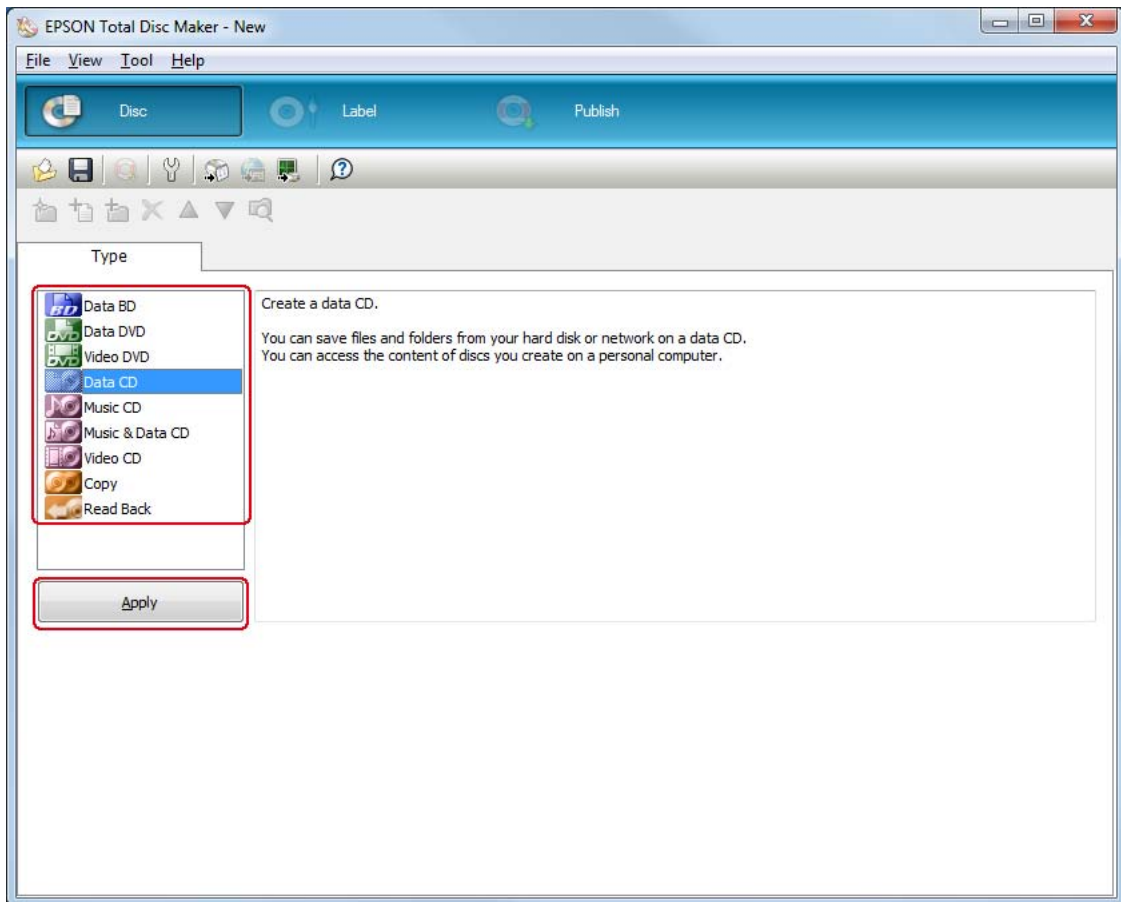 EPSON Total Disc Maker - New
File View Tool Help
Disc Label Publish
Type
Data BD
Data DVD
Video DVD
Data CD
Music CD
Music & Data CD
Video CD
Copy
Read Back
Create a data CD.
You can save files and folders from your hard disk or network on a data CD.
You can access the content of discs you create on a personal computer.
Apply